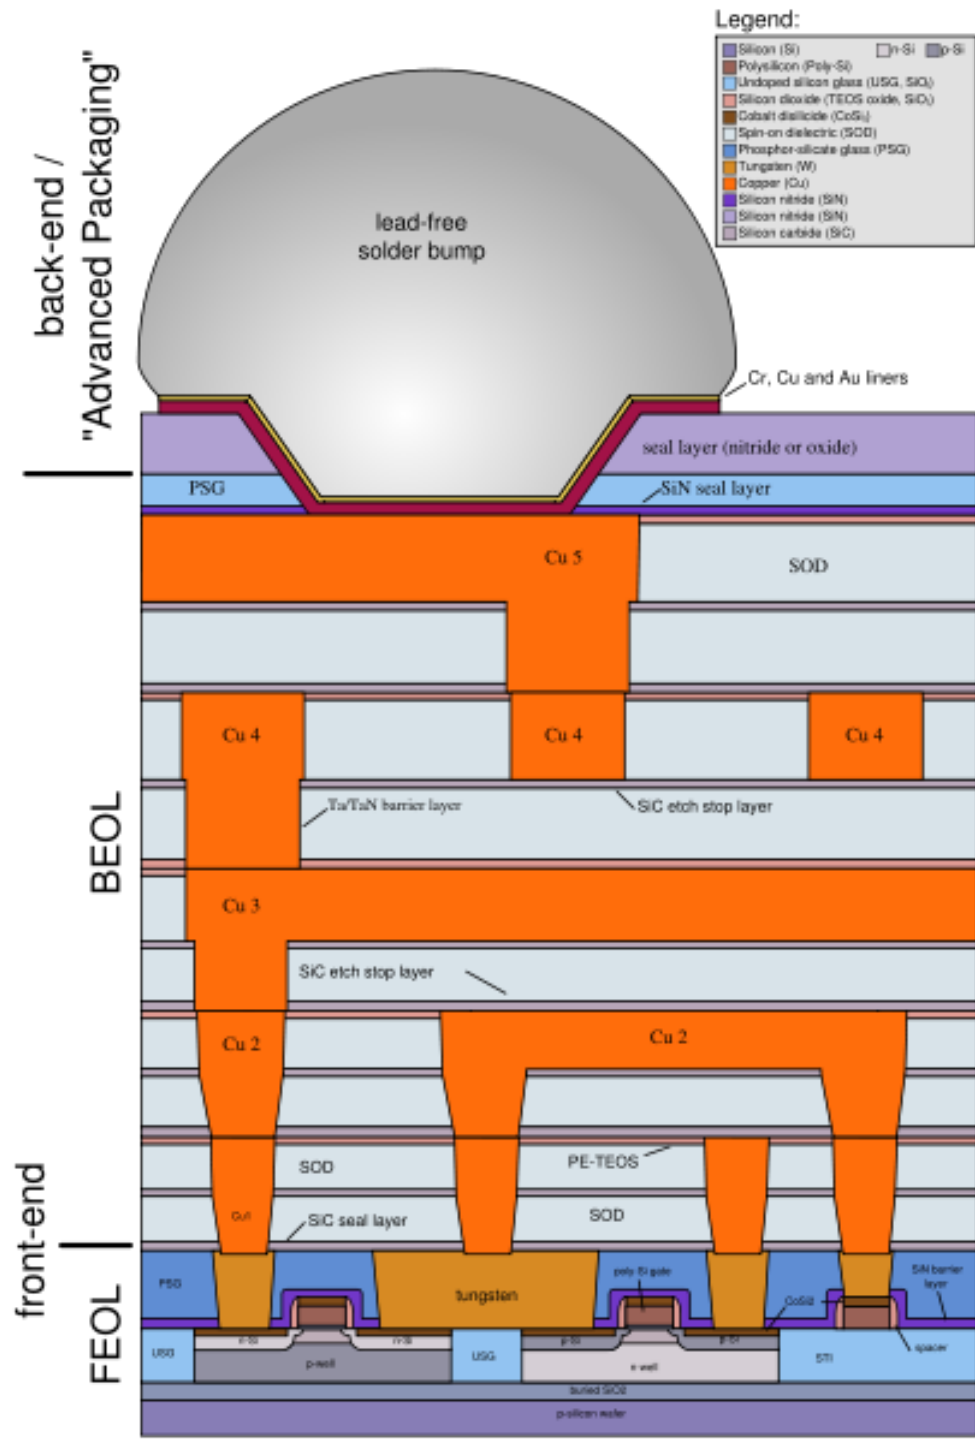 Legend:
Silicon (Si)
n-Si
p-Si
Polysilicon (Poly-Si)
Undoped silicon glass (USG, SiO₂)
Silicon dioxide (TEOS oxide, SiO₂)
Cobalt disilicide (CoSi₂)
Spin-on dielectric (SOD)
Phosphor-silicate glass (PSG)
Tungsten (W)
Copper (Cu)
Silicon nitride (SiN)
Silicon nitride (SiN)
Silicon carbide (SiC)
back-end /
"Advanced Packaging"
lead-free
solder bump
Cr, Cu and Au liners
seal layer (nitride or oxide)
PSG
SiN seal layer
Cu 5
SOD
Cu 4
Cu 4
Cu 4
Ta/TaN barrier layer
SiC etch stop layer
BEOL
Cu 3
SiC etch stop layer
Cu 2
Cu 2
SOD
PE-TEOS
Cu1
SiC seal layer
SOD
front-end
FEOL
PSG
tungsten
poly-Si gate
SiN barrier
layer
CoSi2
USG
n-Si
n-Si
p-well
USG
p-Si
p-Si
n-well
STI
spacer
buried SiO2
p-silicon wafer